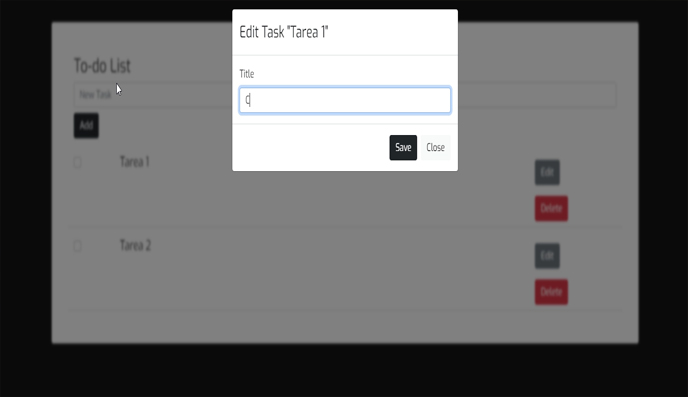 Edit Task "Tarea 1"
Title
C
Save
Close
To-do List
New Task
Add
Tarea 1
Edit
Delete
Tarea 2
Edit
Delete